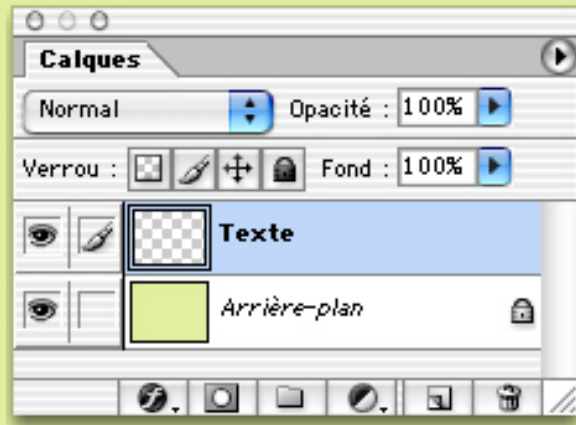 Calques
Normal Opacité : 100%
Verrou : Fond : 100%
Texte
Arrière-plan